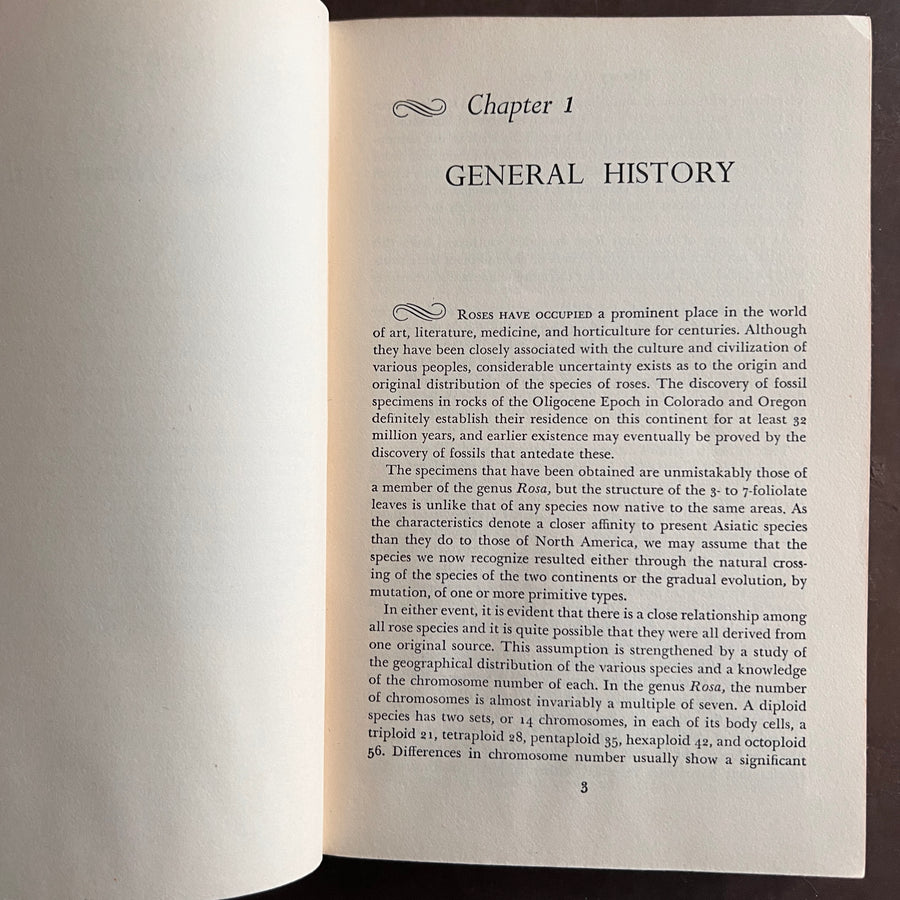 Chapter 1
GENERAL HISTORY
ROSES HAVE OCCUPIED a prominent place in the world
of art, literature, medicine, and horticulture for centuries. Although
they have been closely associated with the culture and civilization of
various peoples, considerable uncertainty exists as to the origin and
original distribution of the species of roses. The discovery of fossil
specimens in rocks of the Oligocene Epoch in Colorado and Oregon
definitely establish their residence on this continent for at least 32
million years, and earlier existence may eventually be proved by the
discovery of fossils that antedate these.
The specimens that have been obtained are unmistakably those of
a member of the genus Rosa, but the structure of the 3- to 7-foliolate
leaves is unlike that of any species now native to the same areas. As
the characteristics denote a closer affinity to present Asiatic species
than they do to those of North America, we may assume that the
species we now recognize resulted either through the natural cross-
ing of the species of the two continents or the gradual evolution, by
mutation, of one or more primitive types.
In either event, it is evident that there is a close relationship among
all rose species and it is quite possible that they were all derived from
one original source. This assumption is strengthened by a study of
the geographical distribution of the various species and a knowledge
of the chromosome number of each. In the genus Rosa, the number
of chromosomes is almost invariably a multiple of seven. A diploid
species has two sets, or 14 chromosomes, in each of its body cells, a
triploid 21, tetraploid 28, pentaploid 35, hexaploid 42, and octoploid
56. Differences in chromosome number usually show a significant
3